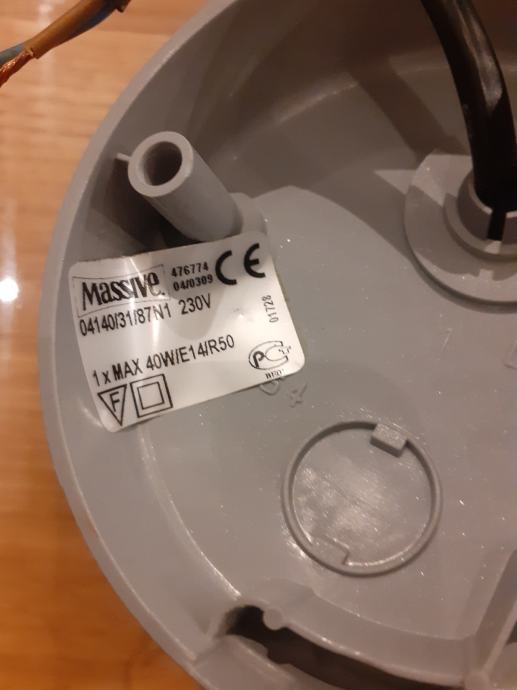 Massive.
476774
04/0309
CE
04140/31/87N1 230V
01728
1 x MAX 40W/E14/R50
F